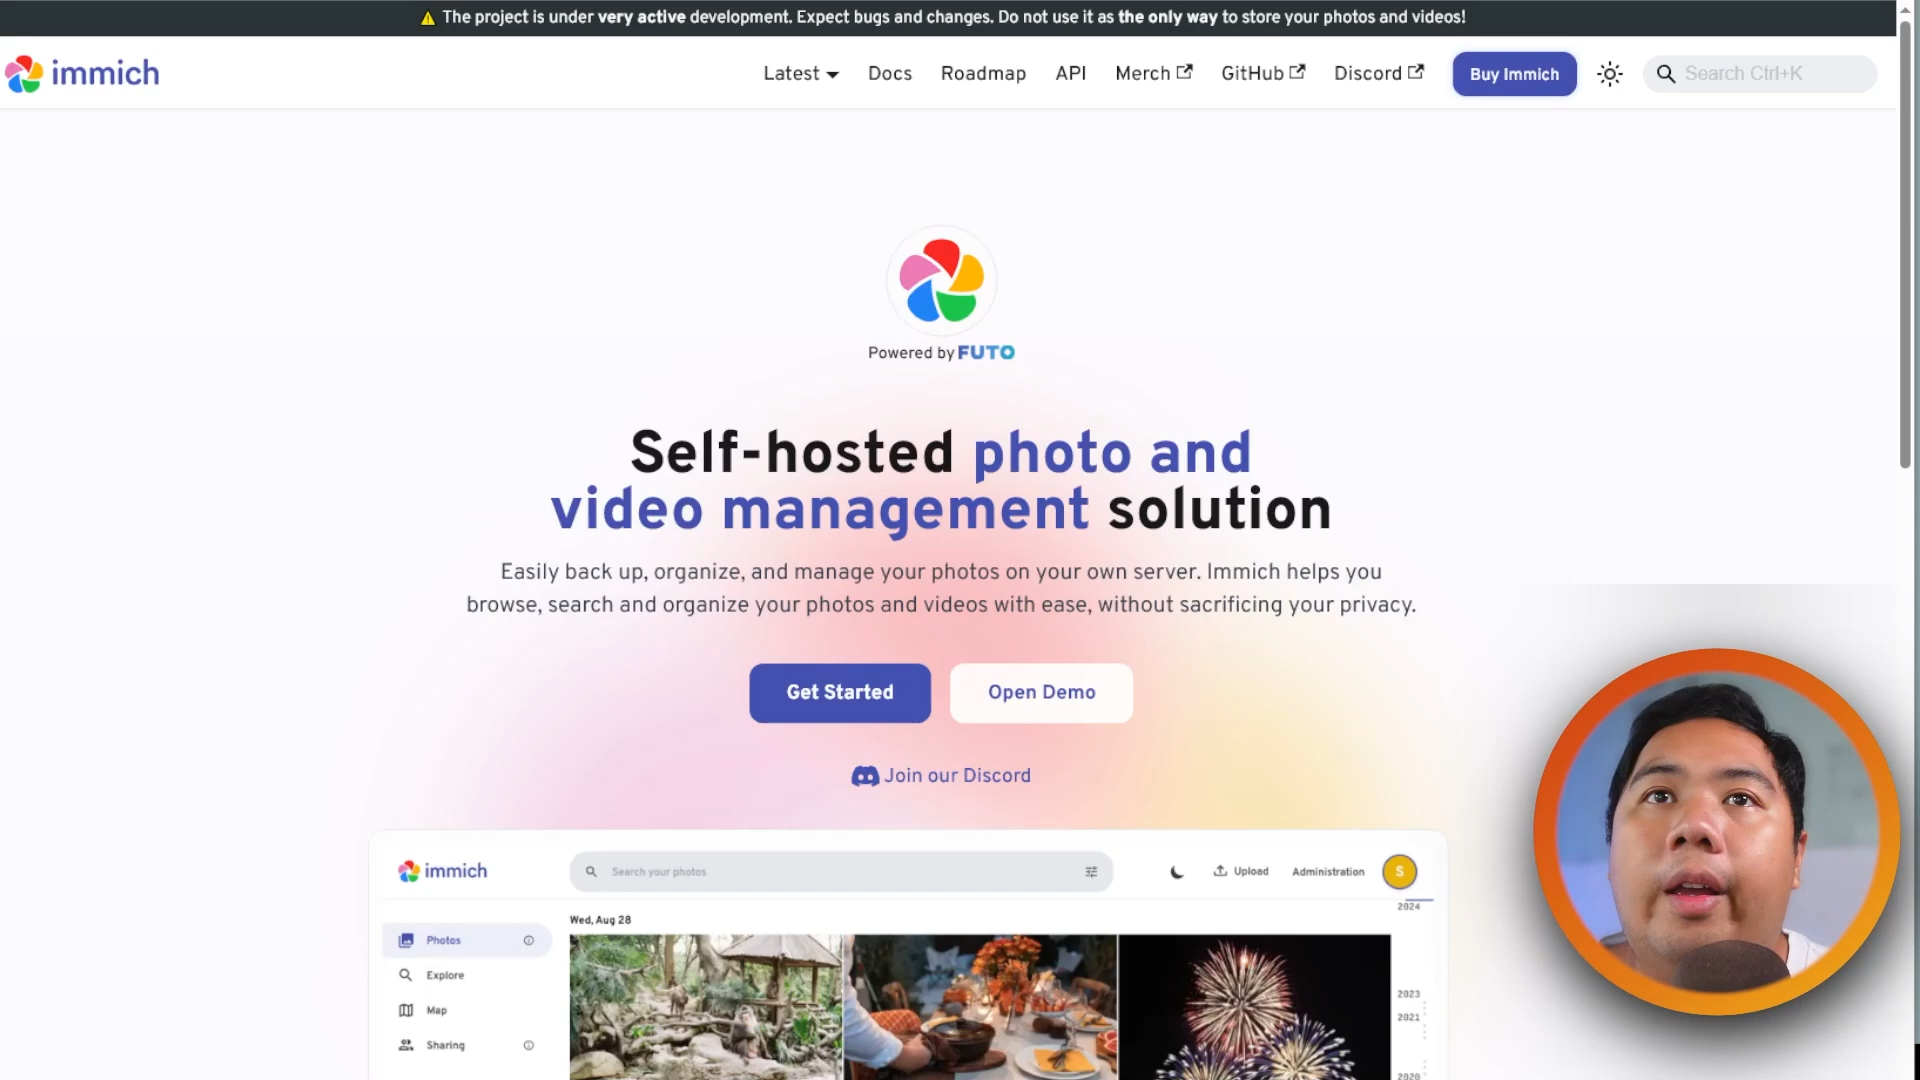 ⚠️ The project is under very active development. Expect bugs and changes. Do not use it as the only way to store your photos and videos!
immich
Latest
Docs
Roadmap
API
Merch
GitHub
Discord
Buy Immich
Search Ctrl+K
Powered by FUTO
Self-hosted photo and
video management solution
Easily back up, organize, and manage your photos on your own server. Immich helps you
browse, search and organize your photos and videos with ease, without sacrificing your privacy.
Get Started
Open Demo
Join our Discord
immich
Search your photos
Upload
Administration
S
2024
Wed, Aug 28
Photos
Explore
Map
Sharing
2023
2021
2020